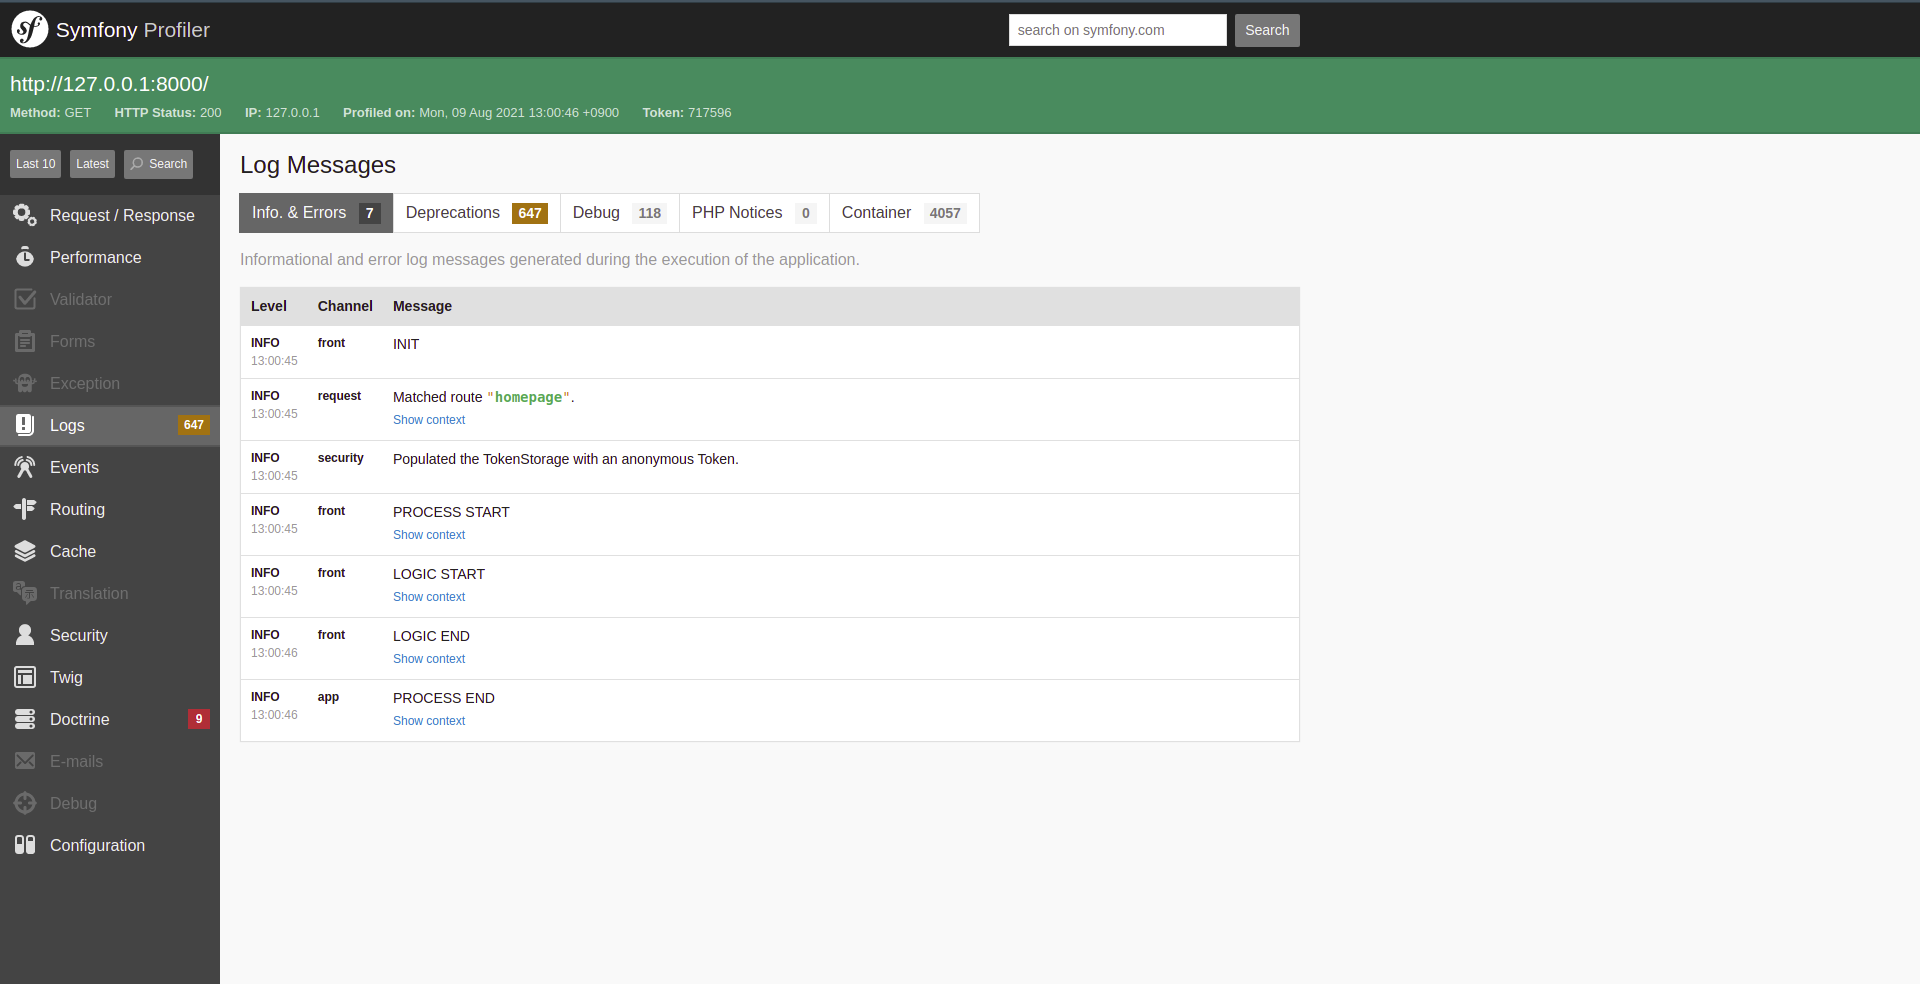 Symfony Profiler
search on symfony.com Search
http://127.0.0.1:8000/
Method: GET HTTP Status: 200 IP: 127.0.0.1 Profiled on: Mon, 09 Aug 2021 13:00:46 +0900 Token: 717596
Last 10 Latest Search
Request / Response
Performance
Validator
Forms
Exception
Logs 647
Events
Routing
Cache
Translation
Security
Twig
Doctrine 9
E-mails
Debug
Configuration
Log Messages
Info. & Errors 7 Deprecations 647 Debug 118 PHP Notices 0 Container 4057
Informational and error log messages generated during the execution of the application.
Level Channel Message
INFO front INIT
13:00:45
INFO request Matched route "homepage".
13:00:45 Show context
INFO security Populated the TokenStorage with an anonymous Token.
13:00:45
INFO front PROCESS START
13:00:45 Show context
INFO front LOGIC START
13:00:45 Show context
INFO front LOGIC END
13:00:46 Show context
INFO app PROCESS END
13:00:46 Show context